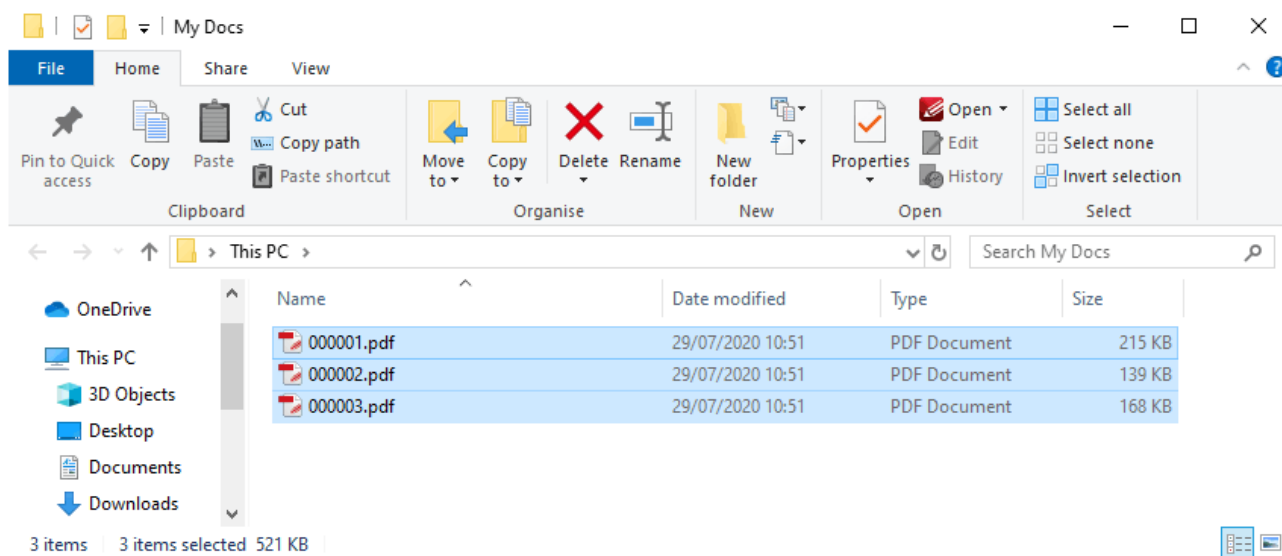 My Docs
File Home Share View
Pin to Quick access
Copy
Paste
Cut
Copy path
Paste shortcut
Clipboard
Move to
Copy to
Delete
Rename
Organise
New folder
New
Properties
Open
Edit
History
Open
Select all
Select none
Invert selection
Select
This PC
Search My Docs
OneDrive
This PC
3D Objects
Desktop
Documents
Downloads
Name Date modified Type Size
000001.pdf 29/07/2020 10:51 PDF Document 215 KB
000002.pdf 29/07/2020 10:51 PDF Document 139 KB
000003.pdf 29/07/2020 10:51 PDF Document 168 KB
3 items 3 items selected 521 KB